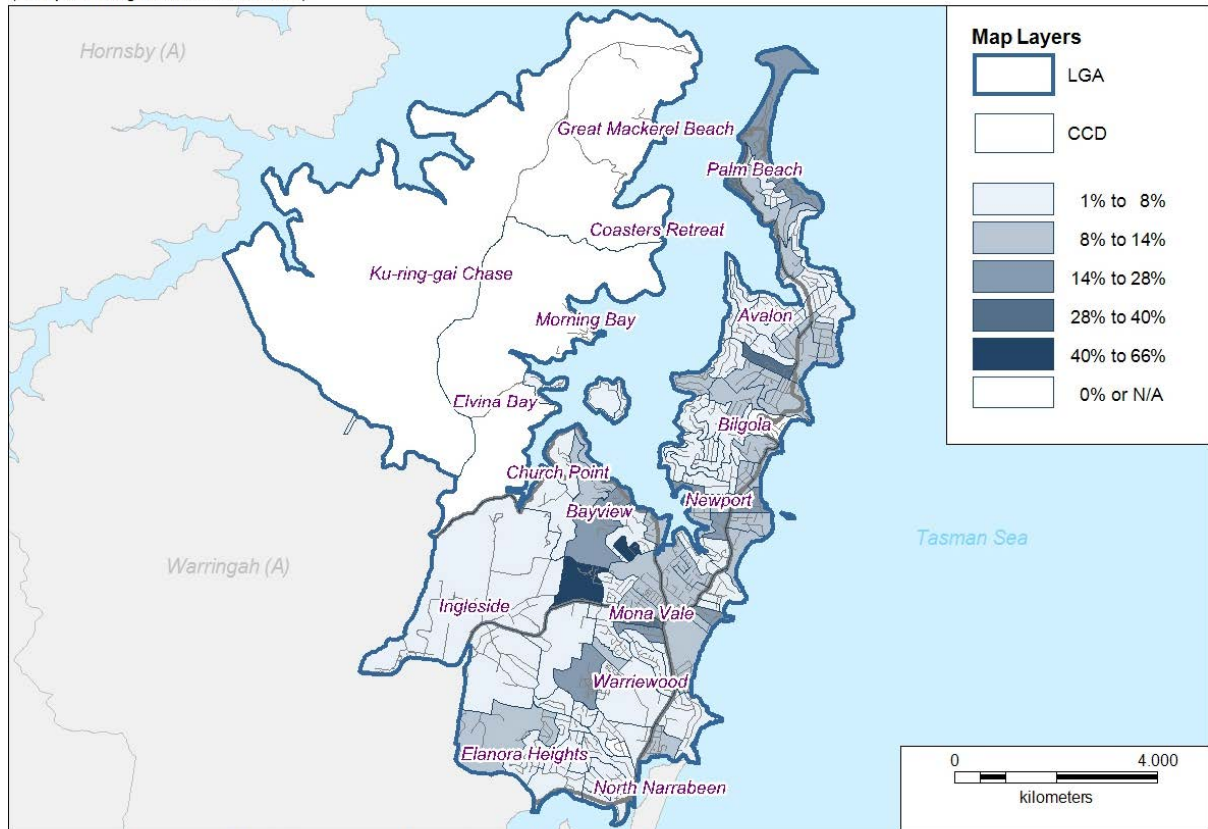 Hornsby (A)
Great Mackerel Beach
Palm Beach
Coasters Retreat
Ku-ring-gai Chase
Morning Bay
Avalon
Elvina Bay
Bilgola
Church Point
Newport
Bayview
Tasman Sea
Warringah (A)
Ingleside
Mona Vale
Warriewood
Elanora Heights
North Narrabeen
Map Layers
LGA
CCD
1% to 8%
8% to 14%
14% to 28%
28% to 40%
40% to 66%
0% or N/A
0 4.000
kilometers